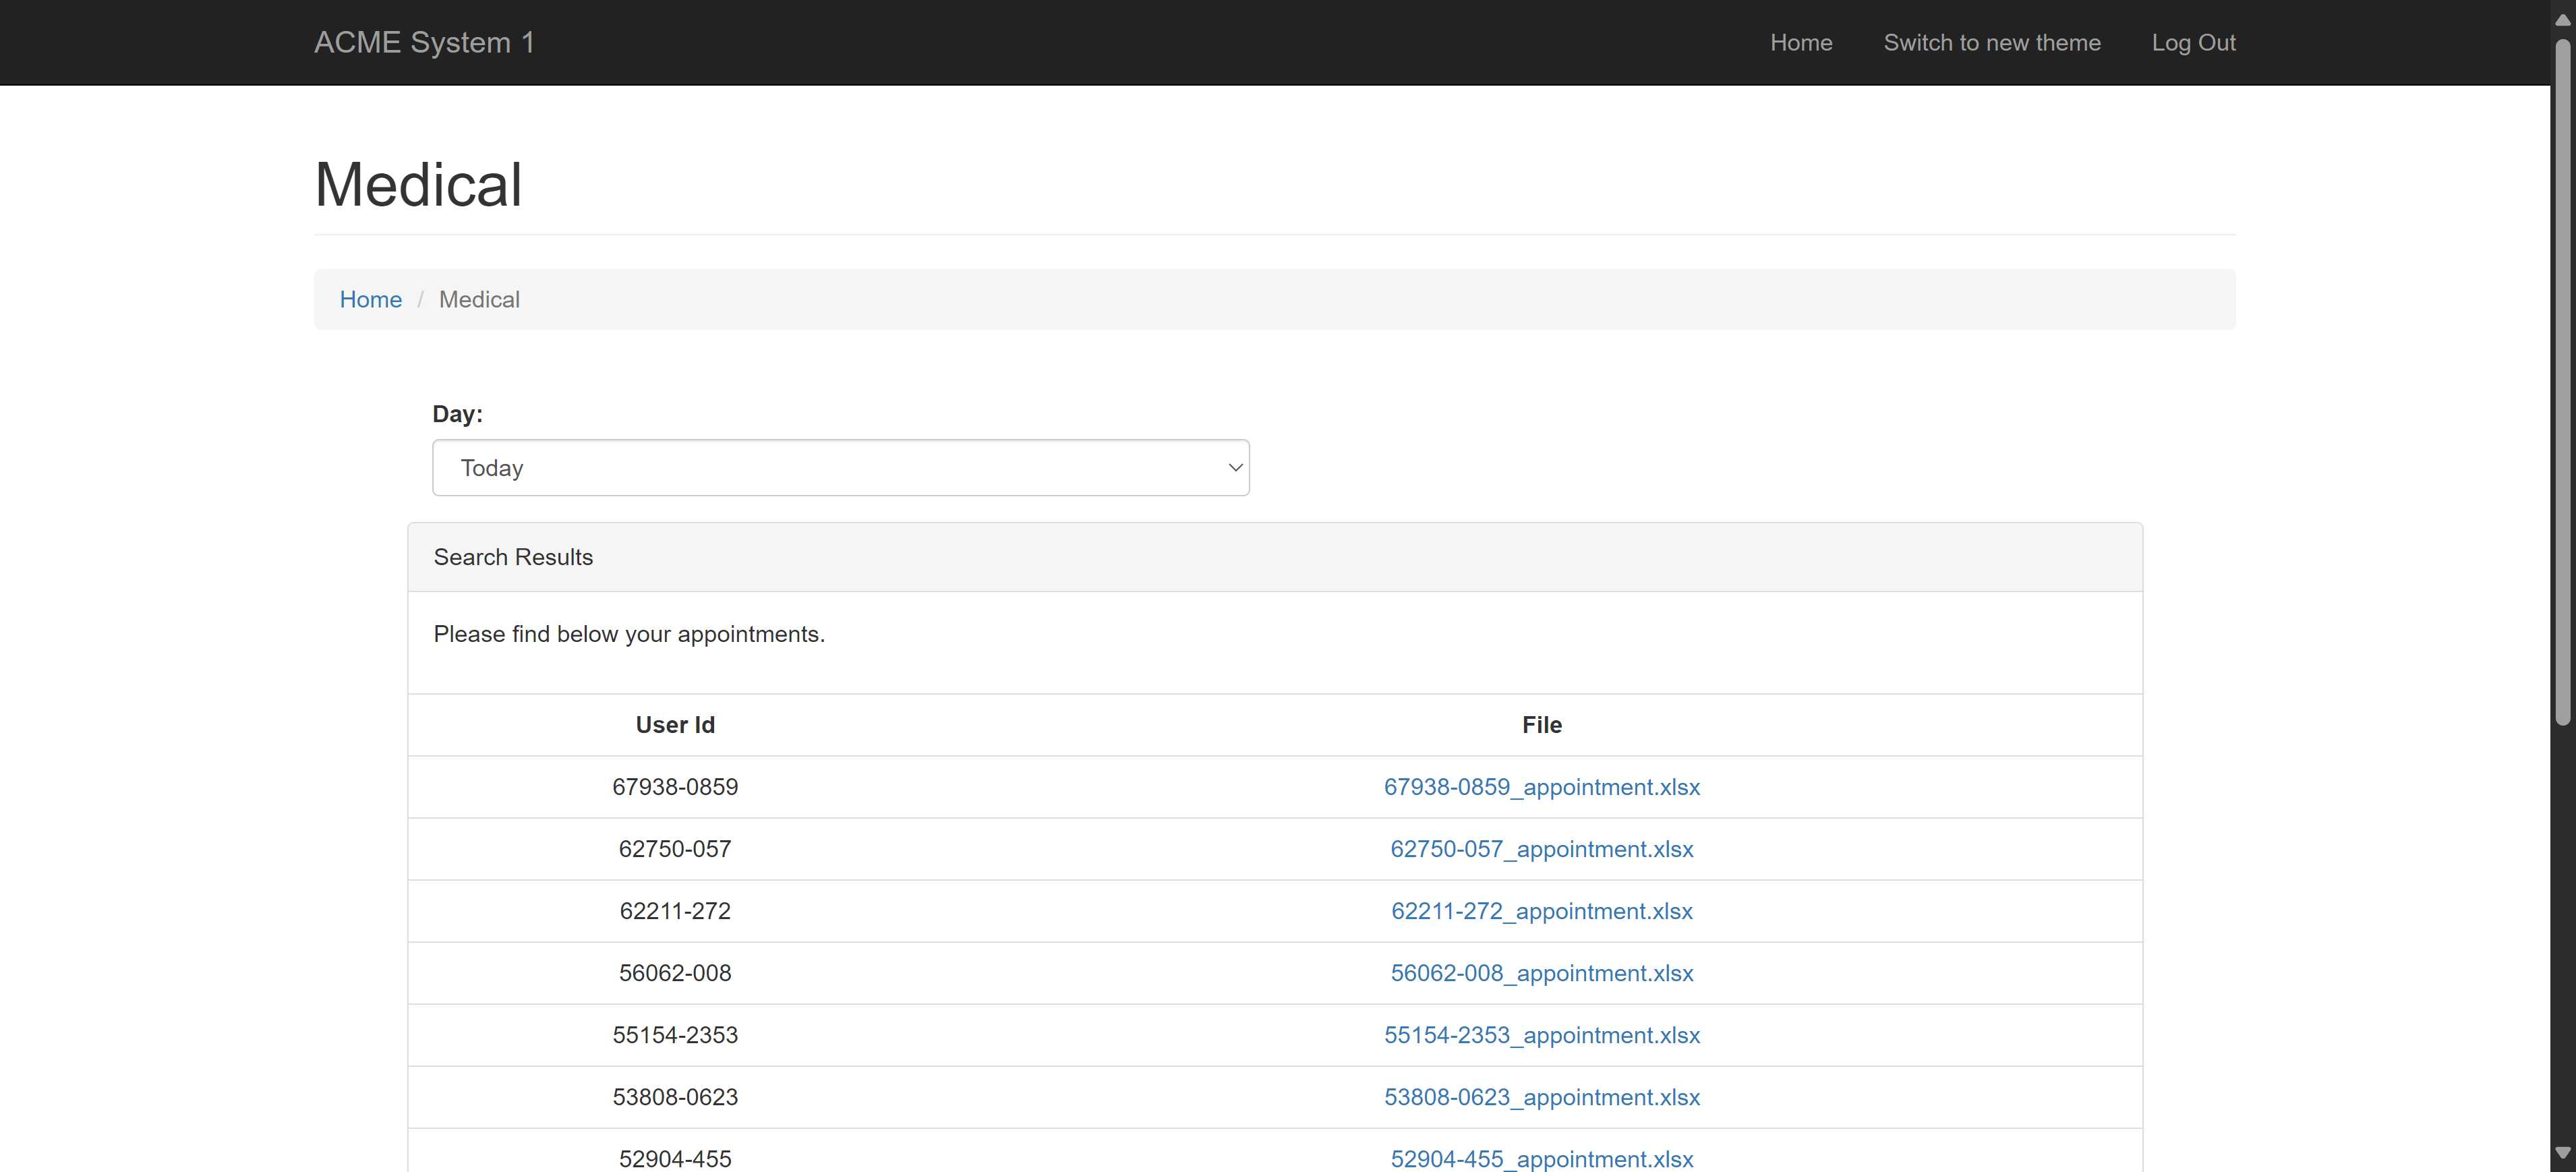 ACME System 1 Home Switch to new theme Log Out
Medical
Home / Medical
Day:
Today
Search Results
Please find below your appointments.
User Id File
67938-0859 67938-0859_appointment.xlsx
62750-057 62750-057_appointment.xlsx
62211-272 62211-272_appointment.xlsx
56062-008 56062-008_appointment.xlsx
55154-2353 55154-2353_appointment.xlsx
53808-0623 53808-0623_appointment.xlsx
52904-455 52904-455_appointment.xlsx